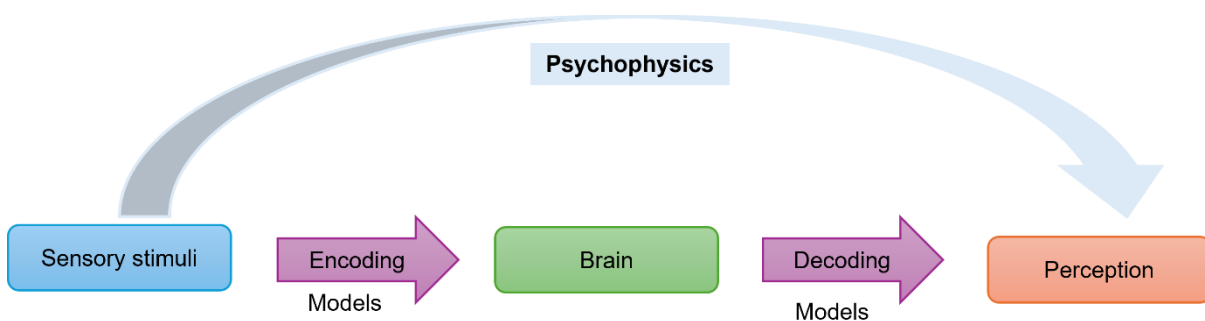 Psychophysics
Sensory stimuli
Encoding
Models
Brain
Decoding
Models
Perception